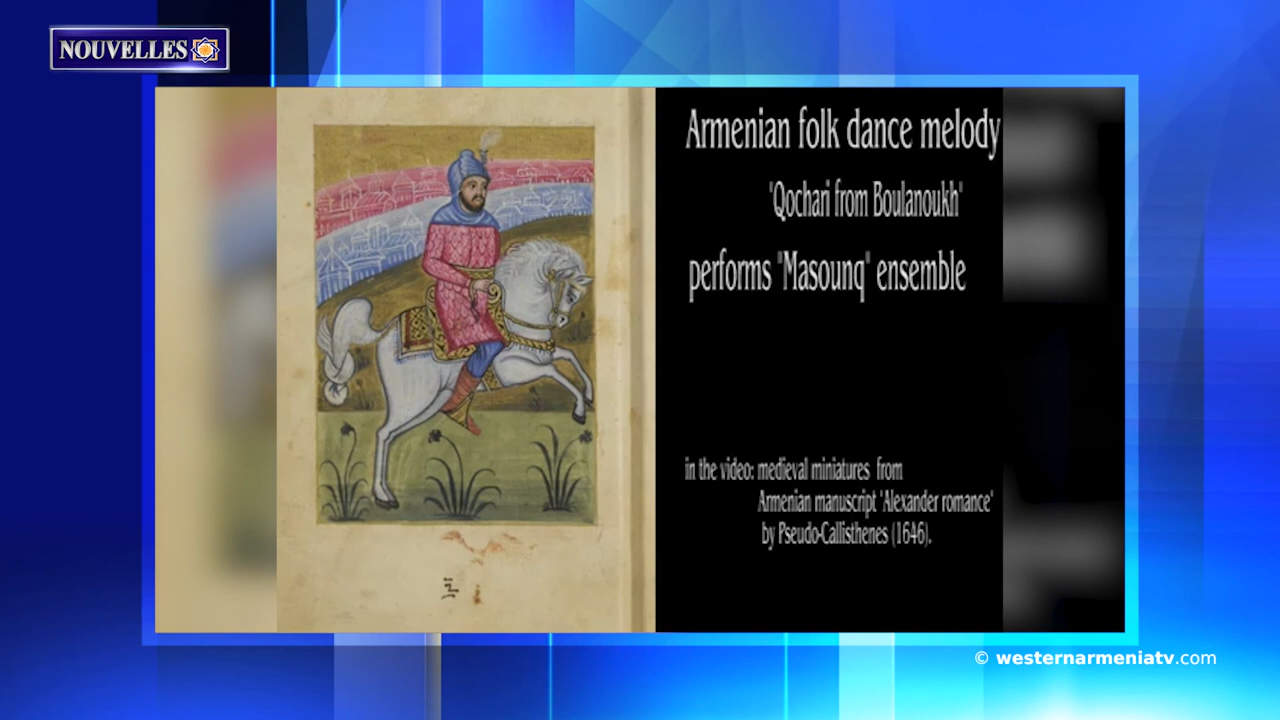 NOUVELLES
Armenian folk dance melody
"Qochari from Boulanoukh"
performs "Masounq" ensemble
in the video: medieval miniatures from
Armenian manuscript "Alexander romance"
by Pseudo-Callisthenes (1646).
© westernarmeniatv.com